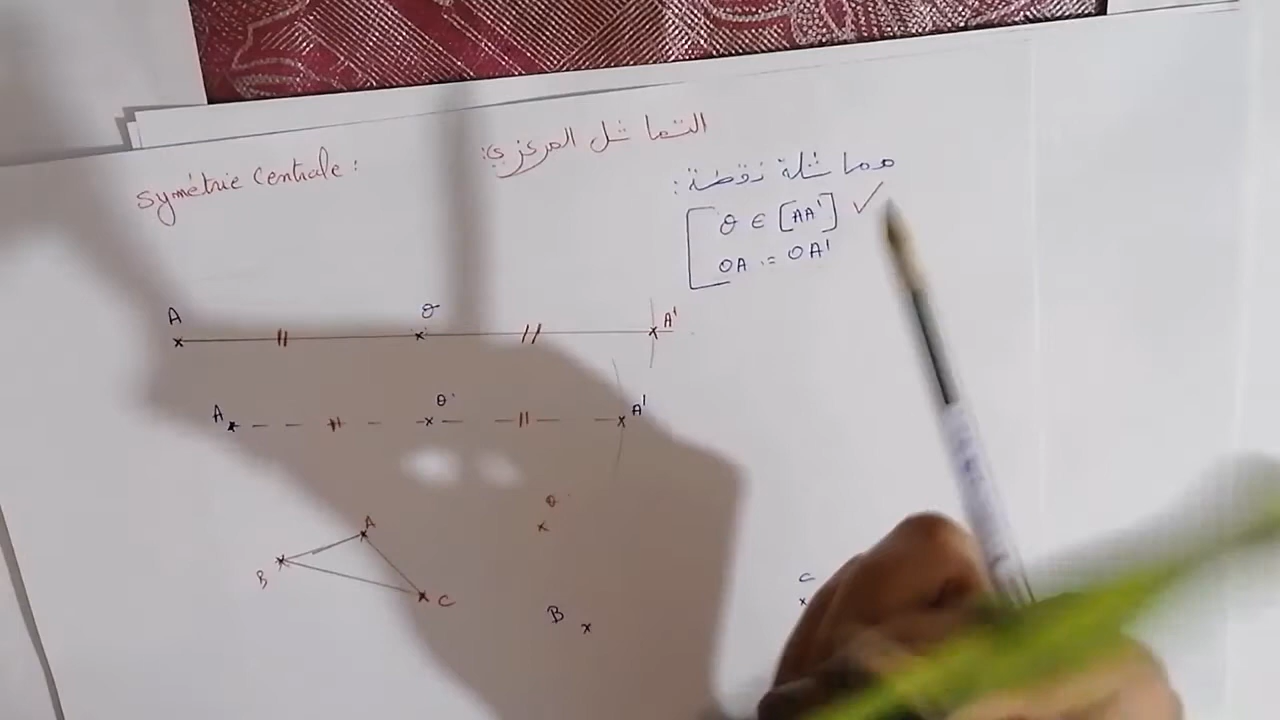 التماثل المركزي:
Symétrie Centrale :
مماثلة نقطة:
O ∈ [AA'] ✓
OA = OA'
A O A'
A O A'
A O
B C
B C